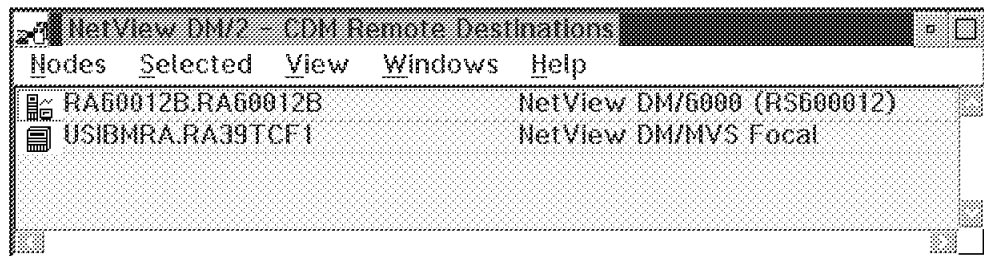 NetView DM/2 - CDM Remote Destinations
Nodes Selected View Windows Help
RA60012B.RA60012B NetView DM/6000 (RS600012)
USIBMRA.RA39TCF1 NetView DM/MVS Focal